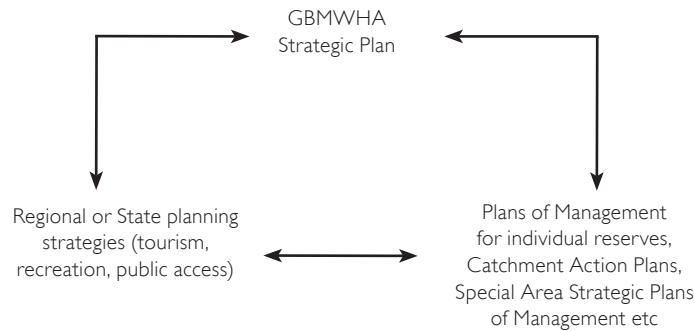 GBMWHA
Strategic Plan
Regional or State planning
strategies (tourism,
recreation, public access)
Plans of Management
for individual reserves,
Catchment Action Plans,
Special Area Strategic Plans
of Management etc